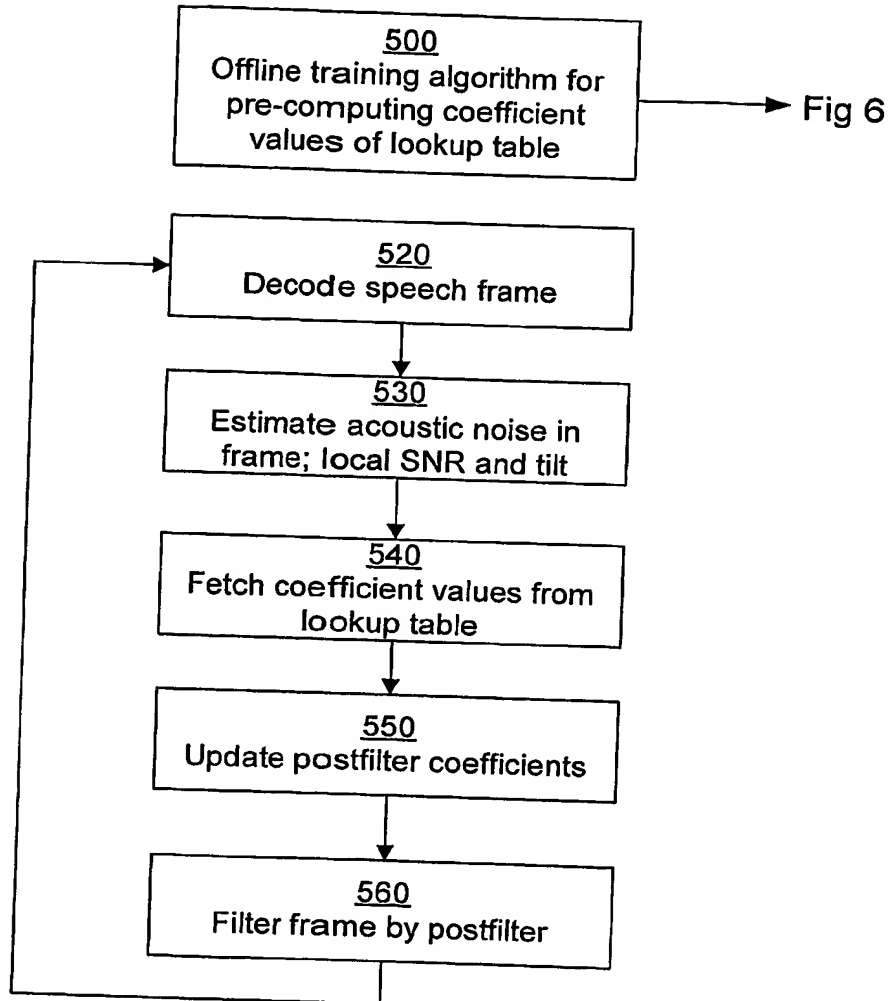 500
Offline training algorithm for
pre-computing coefficient
values of lookup table
Fig 6
520
Decode speech frame
530
Estimate acoustic noise in
frame; local SNR and tilt
540
Fetch coefficient values from
lookup table
550
Update postfilter coefficients
560
Filter frame by postfilter